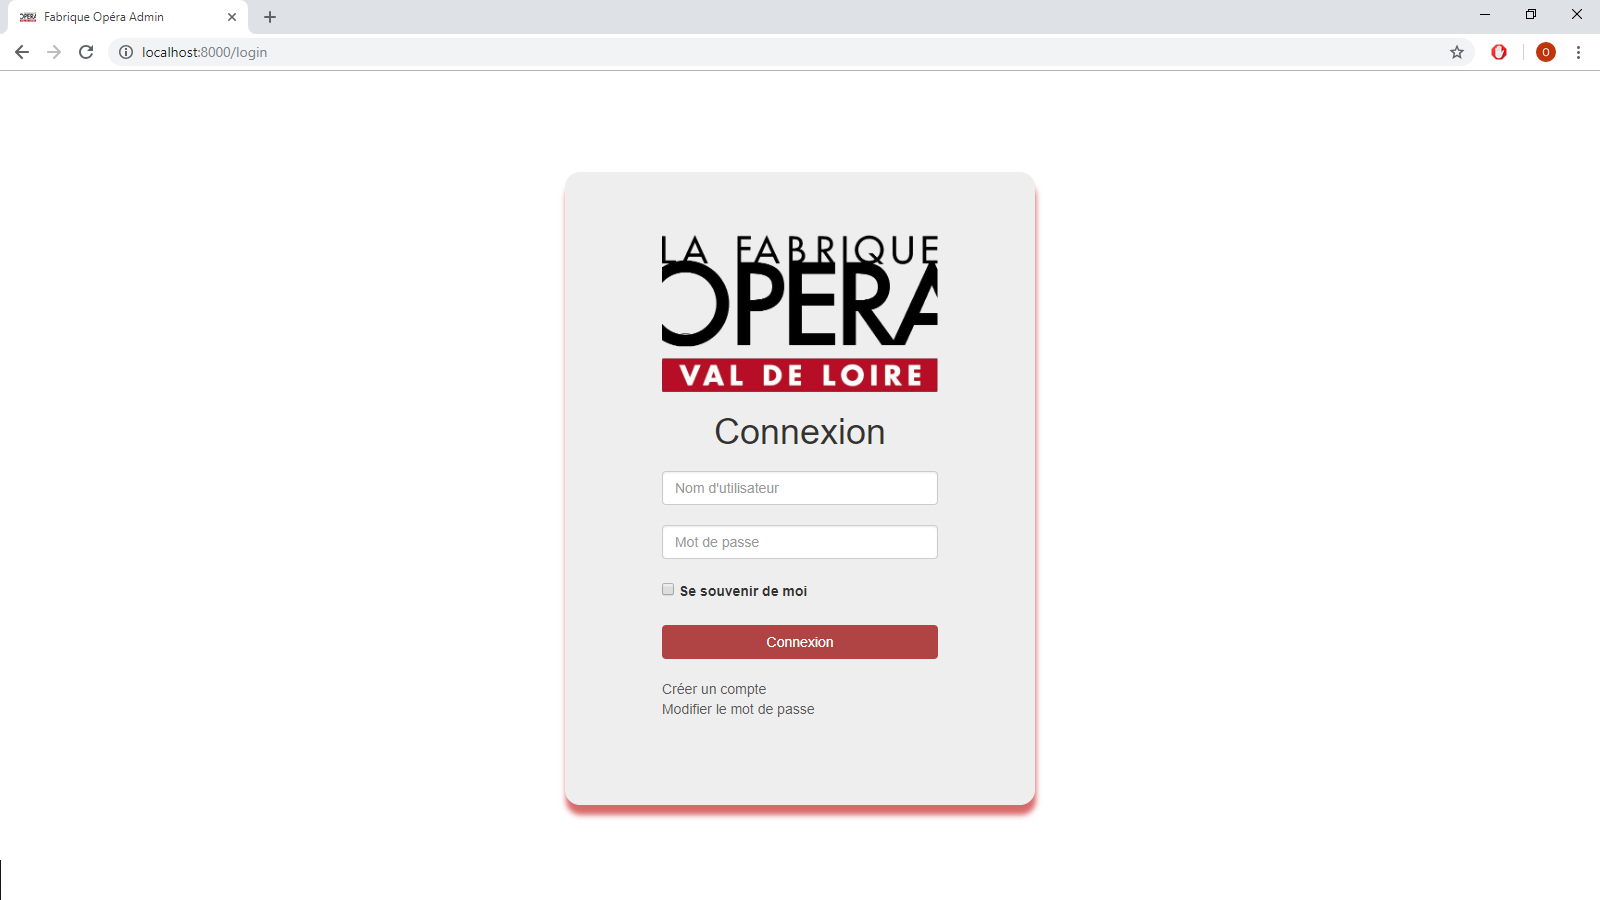 OPERA Fabrique Opéra Admin
localhost:8000/login
O
LA FABRIQUE
OPERA
VAL DE LOIRE
Connexion
Nom d'utilisateur
Mot de passe
Se souvenir de moi
Connexion
Créer un compte
Modifier le mot de passe